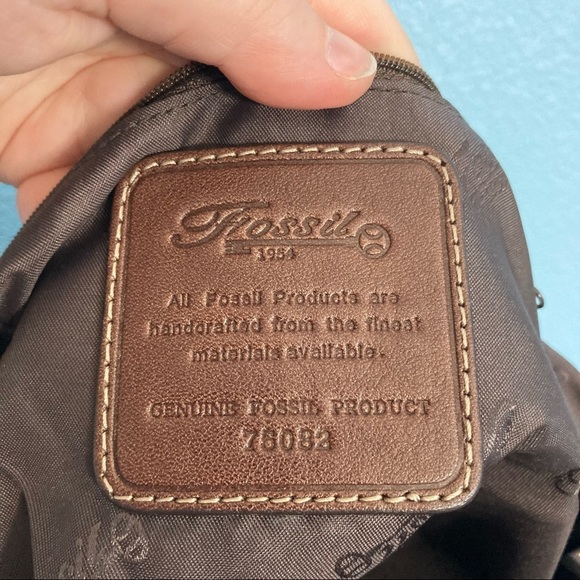 Fossil
1954
All Fossil Products are
handcrafted from the finest
materials available.
GENUINE FOSSIL PRODUCT
75082